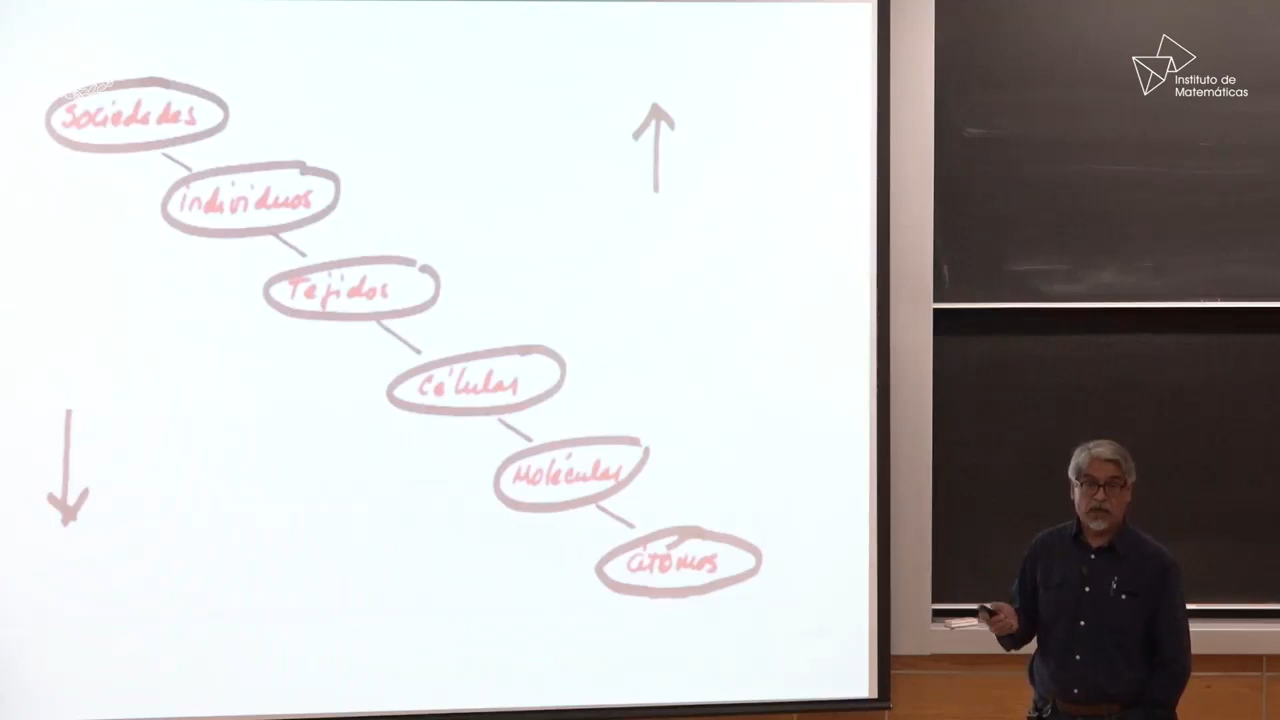 Instituto de
Matemáticas
Sociedades
individuos
Tejidos
Células
Moléculas
átomos